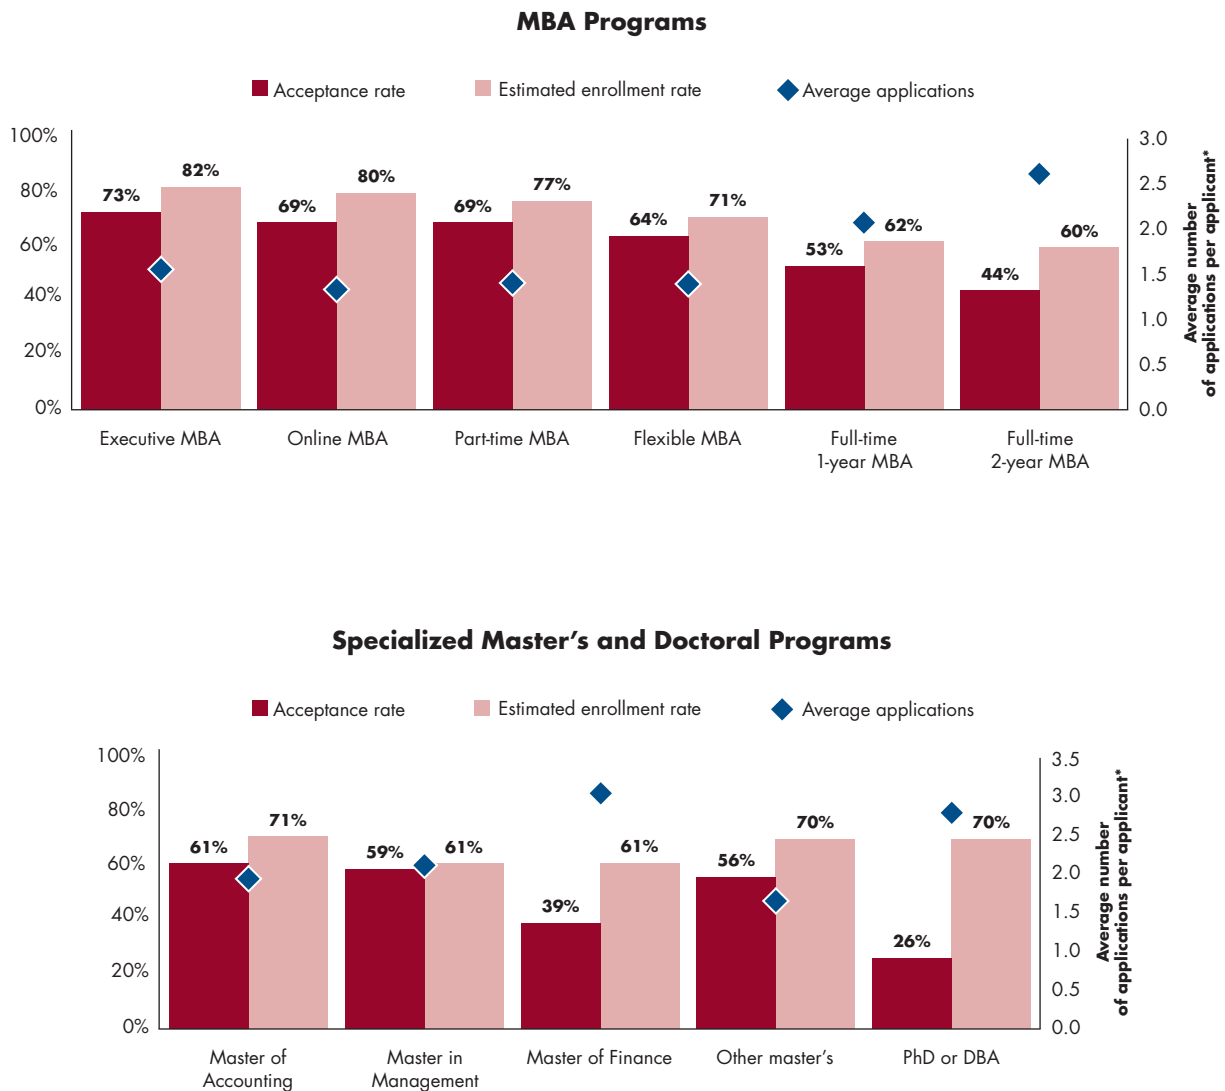 MBA Programs
Acceptance rate
Estimated enrollment rate
Average applications
100%
80%
60%
40%
20%
0%
73%
82%
69%
80%
69%
77%
64%
71%
53%
62%
44%
60%
3.0
2.5
2.0
1.5
1.0
0.5
0.0
Average number
of applications per applicant*
Executive MBA
Online MBA
Part-time MBA
Flexible MBA
Full-time
1-year MBA
Full-time
2-year MBA
Specialized Master’s and Doctoral Programs
Acceptance rate
Estimated enrollment rate
Average applications
100%
80%
60%
40%
20%
0%
61%
71%
59%
61%
39%
61%
56%
70%
26%
70%
3.5
3.0
2.5
2.0
1.5
1.0
0.5
0.0
Average number
of applications per applicant*
Master of
Accounting
Master in
Management
Master of Finance
Other master’s
PhD or DBA